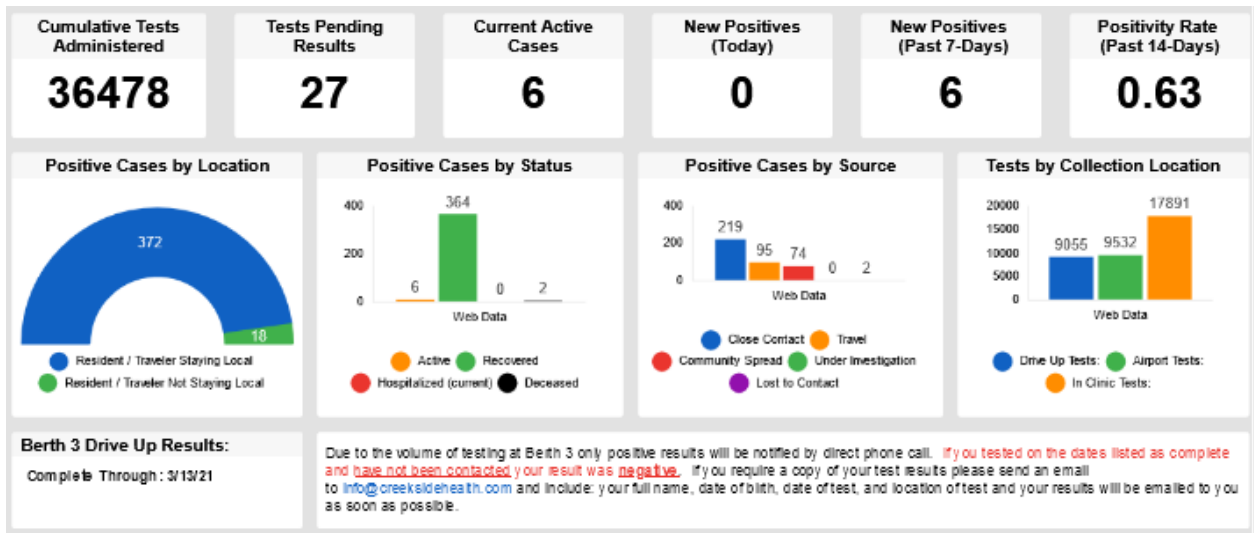 Cumulative Tests
Administered
36478
Tests Pending
Results
27
Current Active
Cases
6
New Positives
(Today)
0
New Positives
(Past 7-Days)
6
Positivity Rate
(Past 14-Days)
0.63
Positive Cases by Location
372
18
Resident / Traveler Staying Local
Resident / Traveler Not Staying Local
Positive Cases by Status
400
200
0
6
364
0
2
Web Data
Active Recovered
Hospitalized (current) Deceased
Positive Cases by Source
400
200
0
219
95
74
0
2
Web Data
Close Contact Travel
Community Spread Under Investigation
Lost to Contact
Tests by Collection Location
20000
15000
10000
5000
0
9055
9532
17891
Web Data
Drive Up Tests: Airport Tests:
In Clinic Tests:
Berth 3 Drive Up Results:
Complete Through: 3/13/21
Due to the volume of testing at Berth 3 only positive results will be notified by direct phone call. If you tested on the dates listed as complete
and have not been contacted your result was negative. If you require a copy of your test results please send an email
to info@creeksidehealth.com and include: your full name, date of birth, date of test, and location of test and your results will be emailed to you
as soon as possible.